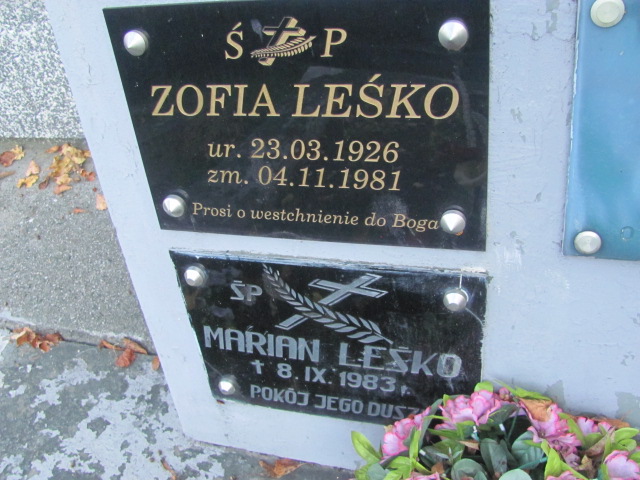 Ś P
ZOFIA LEŚKO
ur. 23.03.1926
zm. 04.11.1981
Prosi o westchnienie do Boga
ŚP
MARIAN LEŚKO
† 8 IX. 1983 r.
POKÓJ JEGO DUSZ